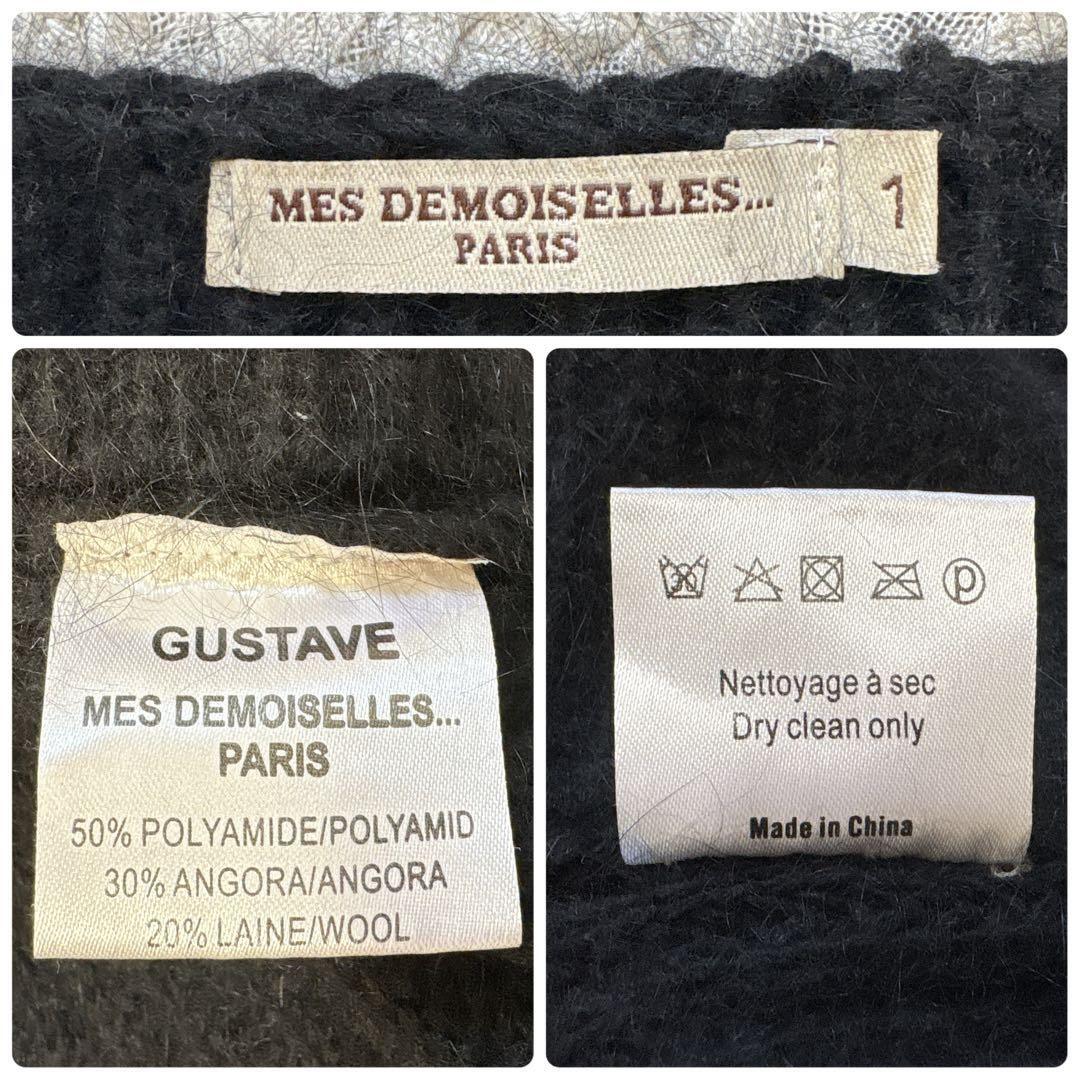 MES DEMOISELLES...
PARIS
1
GUSTAVE
MES DEMOISELLES...
PARIS
50% POLYAMIDE/POLYAMID
30% ANGORA/ANGORA
20% LAINE/WOOL
30 P
Nettoyage à sec
Dry clean only
Made in China